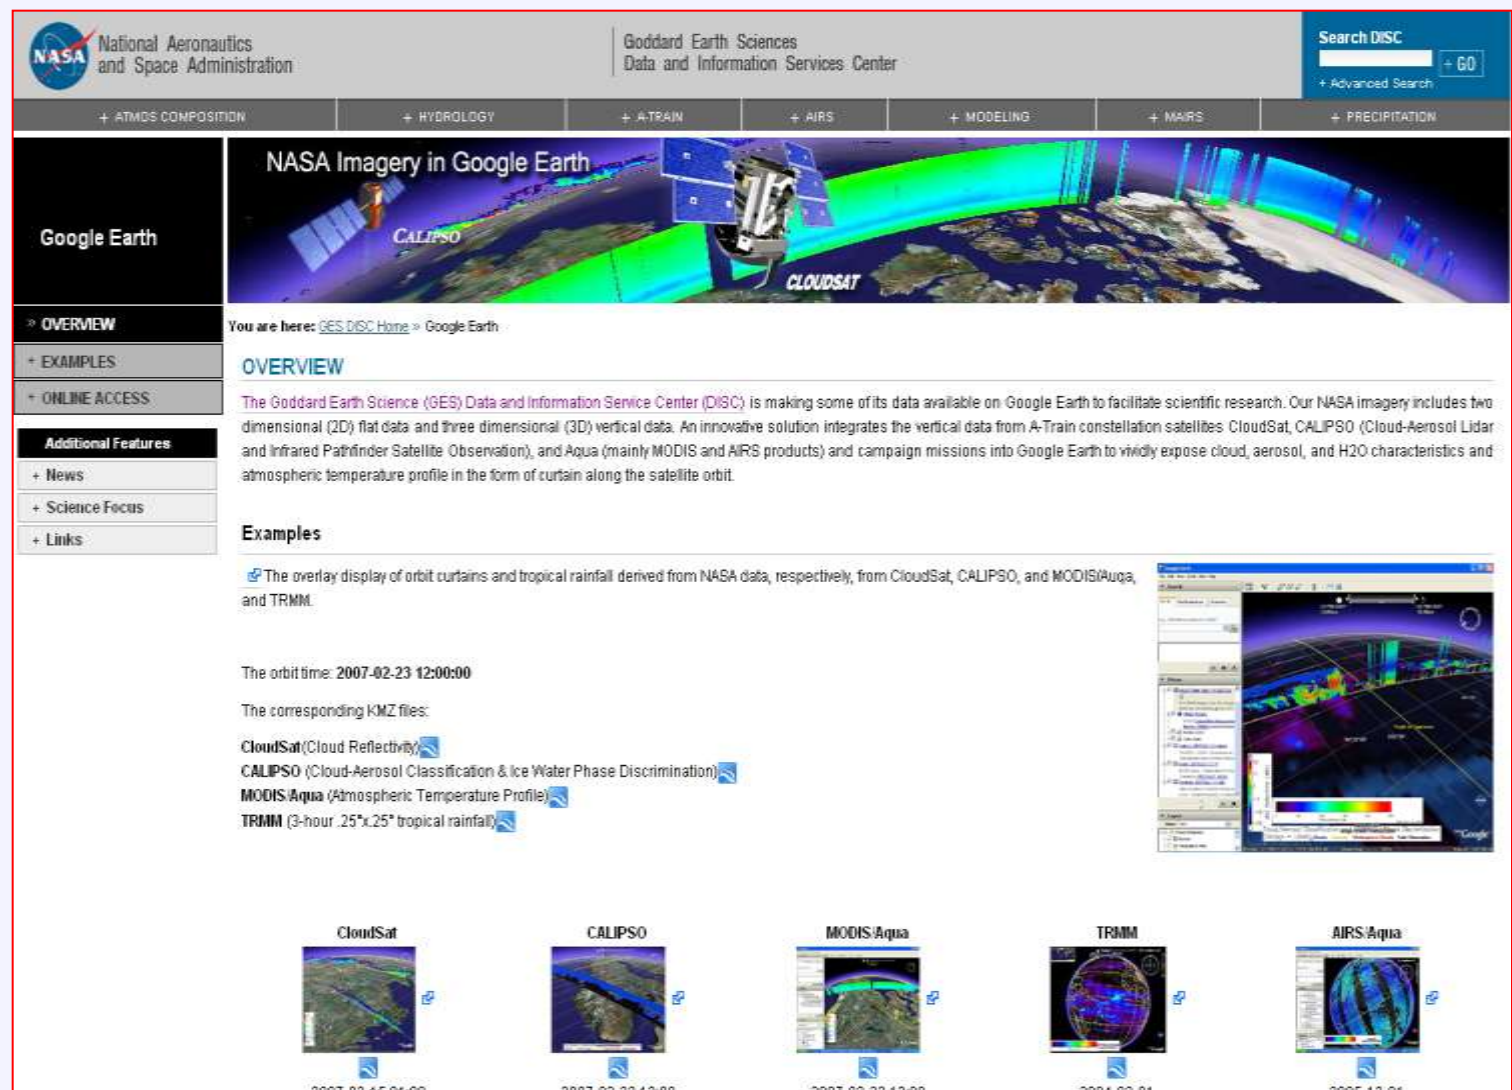 NASA
National Aeronautics
and Space Administration
Goddard Earth Sciences
Data and Information Services Center
Search DISC
+ GO
+ Advanced Search
+ ATMOS COMPOSITION
+ HYDROLOGY
+ A-TRAIN
+ AIRS
+ MODELING
+ MAIRS
+ PRECIPITATION
Google Earth
NASA Imagery in Google Earth
CALIPSO
CLOUDSAT
» OVERVIEW
+ EXAMPLES
+ ONLINE ACCESS
Additional Features
+ News
+ Science Focus
+ Links
You are here: GES DISC Home » Google Earth
OVERVIEW
The Goddard Earth Science (GES) Data and Information Service Center (DISC) is making some of its data available on Google Earth to facilitate scientific research. Our NASA imagery includes two
dimensional (2D) flat data and three dimensional (3D) vertical data. An innovative solution integrates the vertical data from A-Train constellation satellites CloudSat, CALIPSO (Cloud-Aerosol Lidar
and Infrared Pathfinder Satellite Observation), and Aqua (mainly MODIS and AIRS products) and campaign missions into Google Earth to vividly expose cloud, aerosol, and H2O characteristics and
atmospheric temperature profile in the form of curtain along the satellite orbit.
Examples
The overlay display of orbit curtains and tropical rainfall derived from NASA data, respectively, from CloudSat, CALIPSO, and MODIS/Auqa,
and TRMM.
The orbit time: 2007-02-23 12:00:00
The corresponding KMZ files:
CloudSat(Cloud Reflectivity)
CALIPSO (Cloud-Aerosol Classification & Ice Water Phase Discrimination)
MODIS/Aqua (Atmospheric Temperature Profile)
TRMM (3-hour .25°x.25° tropical rainfall)
Google
CloudSat
CALIPSO
MODIS/Aqua
TRMM
AIRS/Aqua